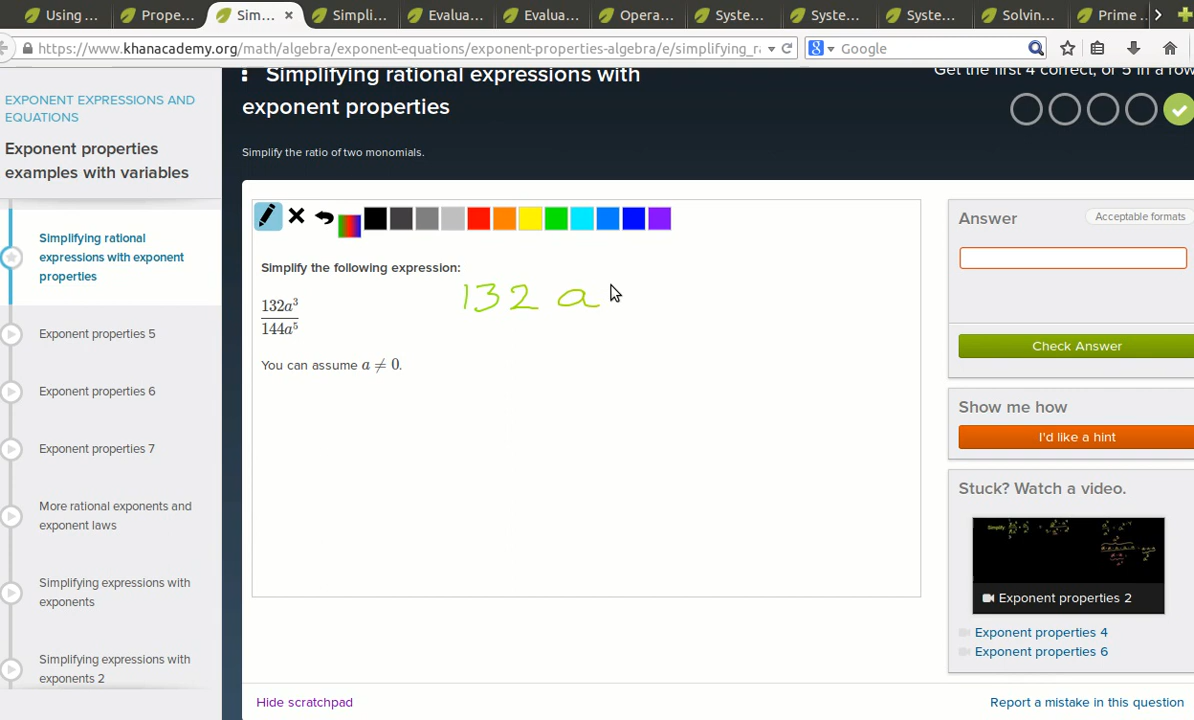 Using ...
Prope...
Sim... ×
Simpli...
Evalua...
Evalua...
Opera...
Syste...
Syste...
Syste...
Solvin...
Prime ...
https://www.khanacademy.org/math/algebra/exponent-equations/exponent-properties-algebra/e/simplifying_r
Google
EXPONENT EXPRESSIONS AND
EQUATIONS
Exponent properties
examples with variables
Simplifying rational
expressions with exponent
properties
Exponent properties 5
Exponent properties 6
Exponent properties 7
More rational exponents and
exponent laws
Simplifying expressions with
exponents
Simplifying expressions with
exponents 2
Simplifying rational expressions with
exponent properties
Simplify the ratio of two monomials.
Get the first 4 correct, or 5 in a row
Simplify the following expression:
132a³
144a⁵
You can assume a ≠ 0.
132 a
Hide scratchpad
Answer
Acceptable formats
Check Answer
Show me how
I'd like a hint
Stuck? Watch a video.
Exponent properties 2
Exponent properties 4
Exponent properties 6
Report a mistake in this question